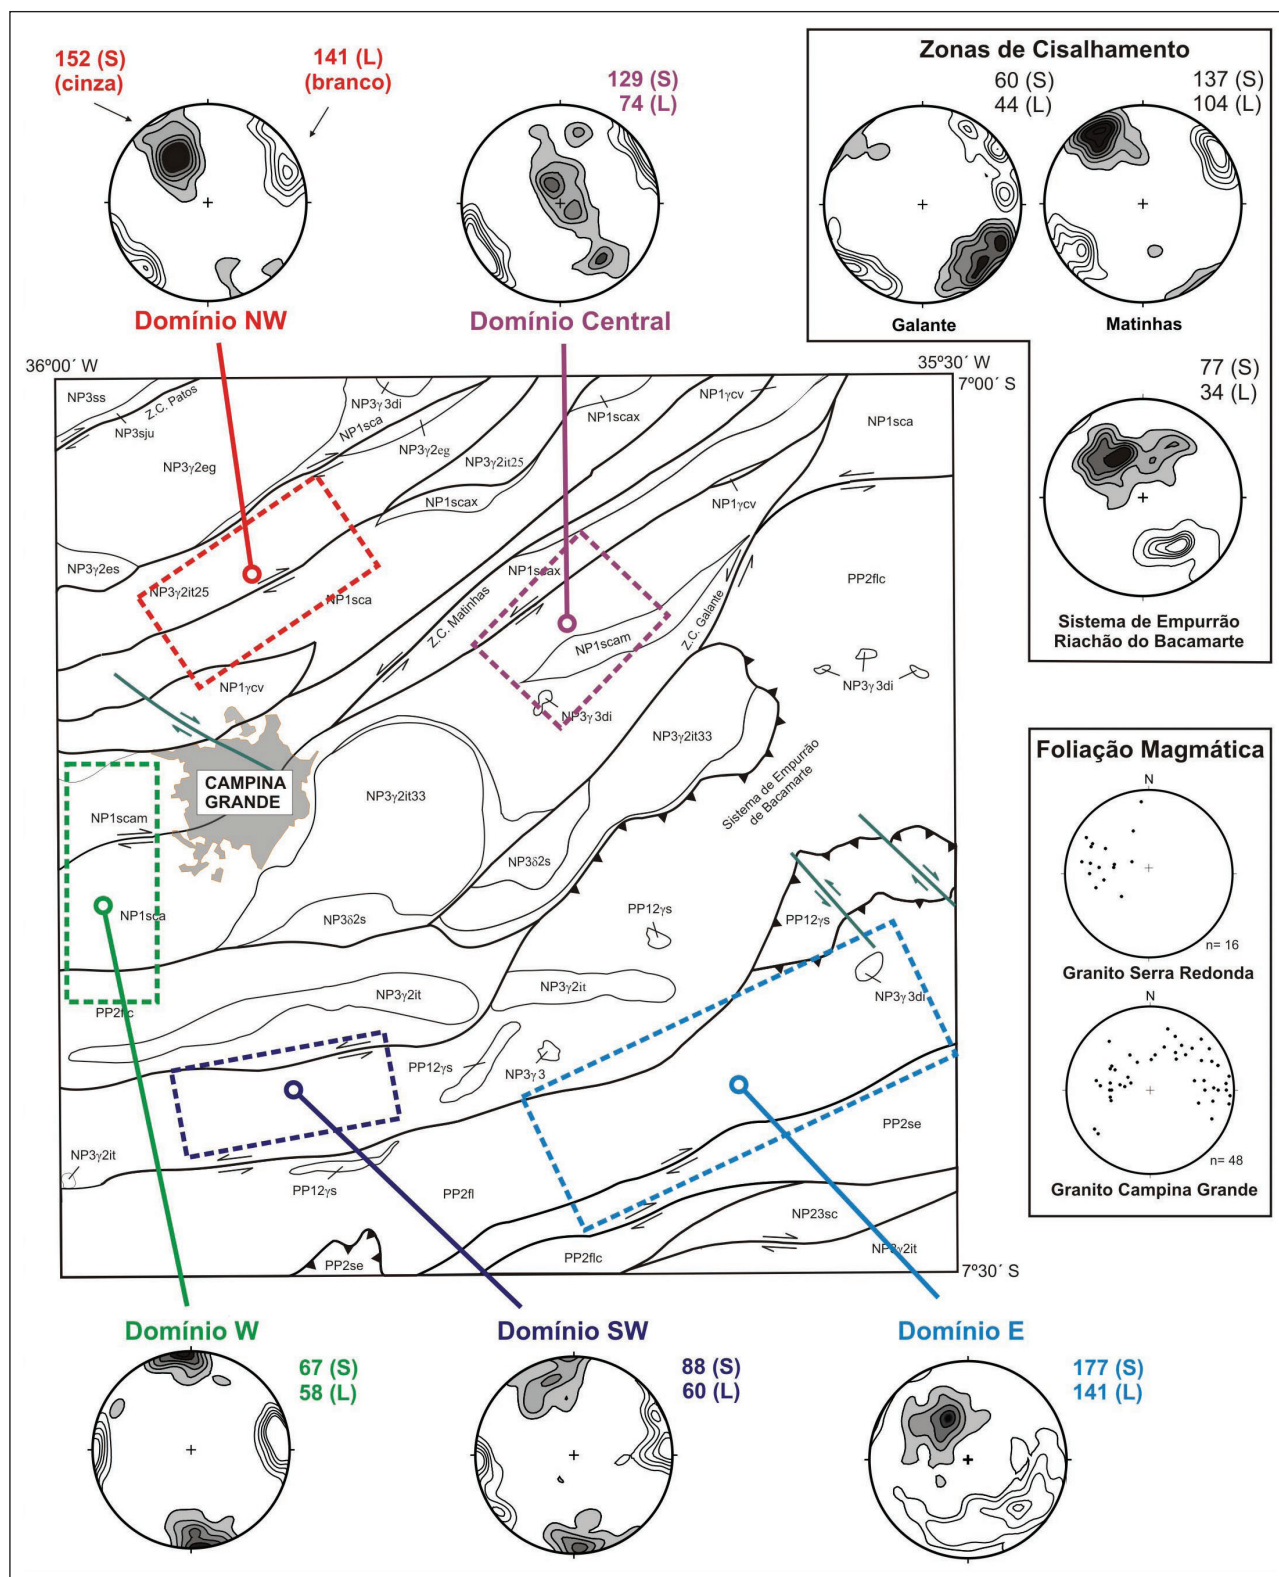 152 (S)
(cinza)
141 (L)
(branco)
129 (S)
74 (L)
Zonas de Cisalhamento
60 (S)
44 (L)
137 (S)
104 (L)
Galante
Matinhas
77 (S)
34 (L)
Sistema de Empurrão
Riachão do Bacamarte
Domínio NW
Domínio Central
36º00´ W
35º30´ W
7º00´ S
NP3ss
Z.C. Patos
NP3sju
NP3γ3di
NP1sca
NP3γ2eg
NP3γ2eg
NP1scax
NP1γcv
NP1sca
NP3γ2it25
NP1scax
NP1γcv
NP3γ2es
NP3γ2it25
NP1sca
NP1scax
Z.C. Matinhas
NP1scam
Z.C. Galante
PP2flc
NP1γcv
NP3γ3di
NP3γ3di
NP3γ2it33
CAMPINA
GRANDE
NP3γ2it33
Sistema de Empurrão
de Bacamarte
NP1scam
NP3δ2s
NP1sca
NP3δ2s
PP12γs
PP12γs
NP3γ2it
NP3γ2it
NP3γ3di
PP2flc
PP12γs
NP3γ3
PP2se
NP3γ2it
PP12γs
PP2fl
NP23sc
PP2se
PP2flc
NP3γ2it
7º30´ S
Foliação Magmática
N
n= 16
Granito Serra Redonda
N
n= 48
Granito Campina Grande
Domínio W
Domínio SW
Domínio E
67 (S)
58 (L)
88 (S)
60 (L)
177 (S)
141 (L)